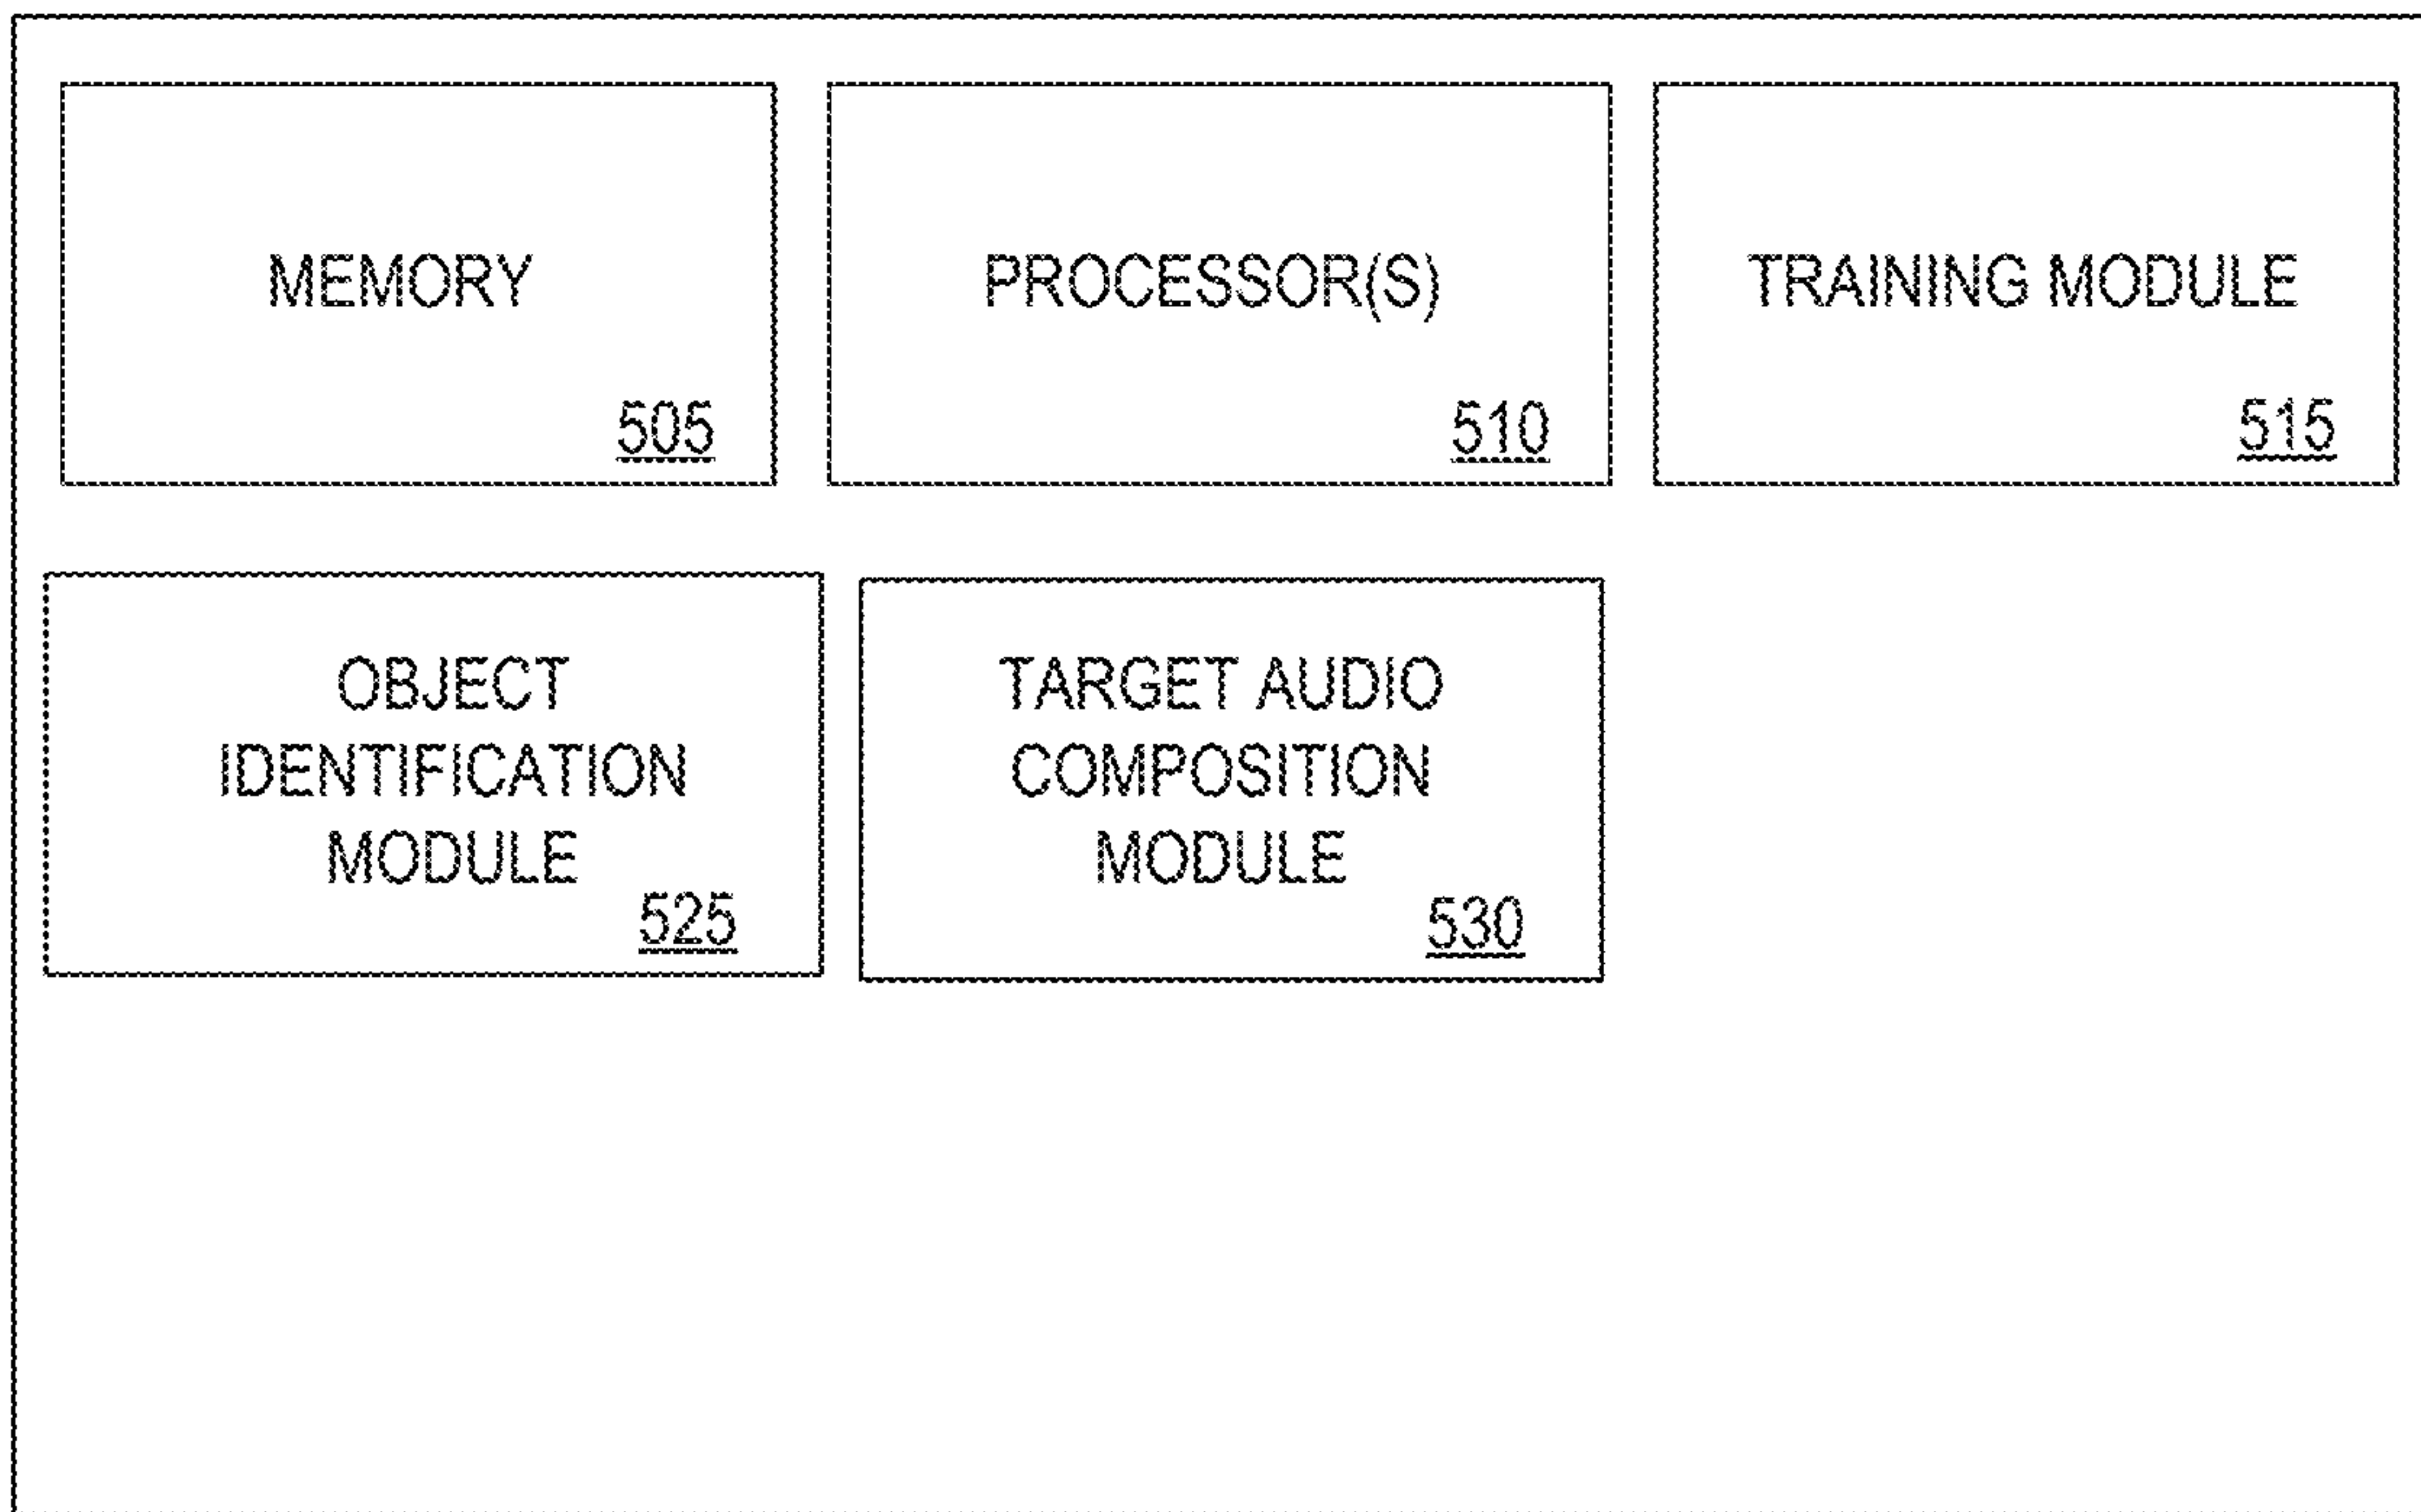 MEMORY
505
PROCESSOR(S)
510
TRAINING MODULE
515
OBJECT
IDENTIFICATION
MODULE
525
TARGET AUDIO
COMPOSITION
MODULE
530